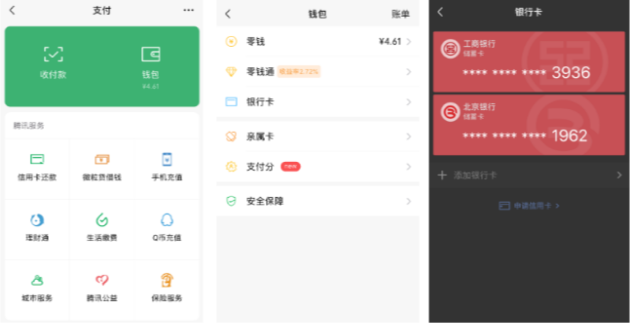 支付
收付款
钱包
¥4.61
腾讯服务
信用卡还款
微粒贷借钱
手机充值
理财通
生活缴费
Q币充值
城市服务
腾讯公益
保险服务
钱包
账单
零钱
¥4.61
零钱通
收益率2.72%
银行卡
亲属卡
支付分
安全保障
银行卡
工商银行
储蓄卡
**** **** **** 3936
北京银行
储蓄卡
**** **** **** 1962
添加银行卡
申请信用卡